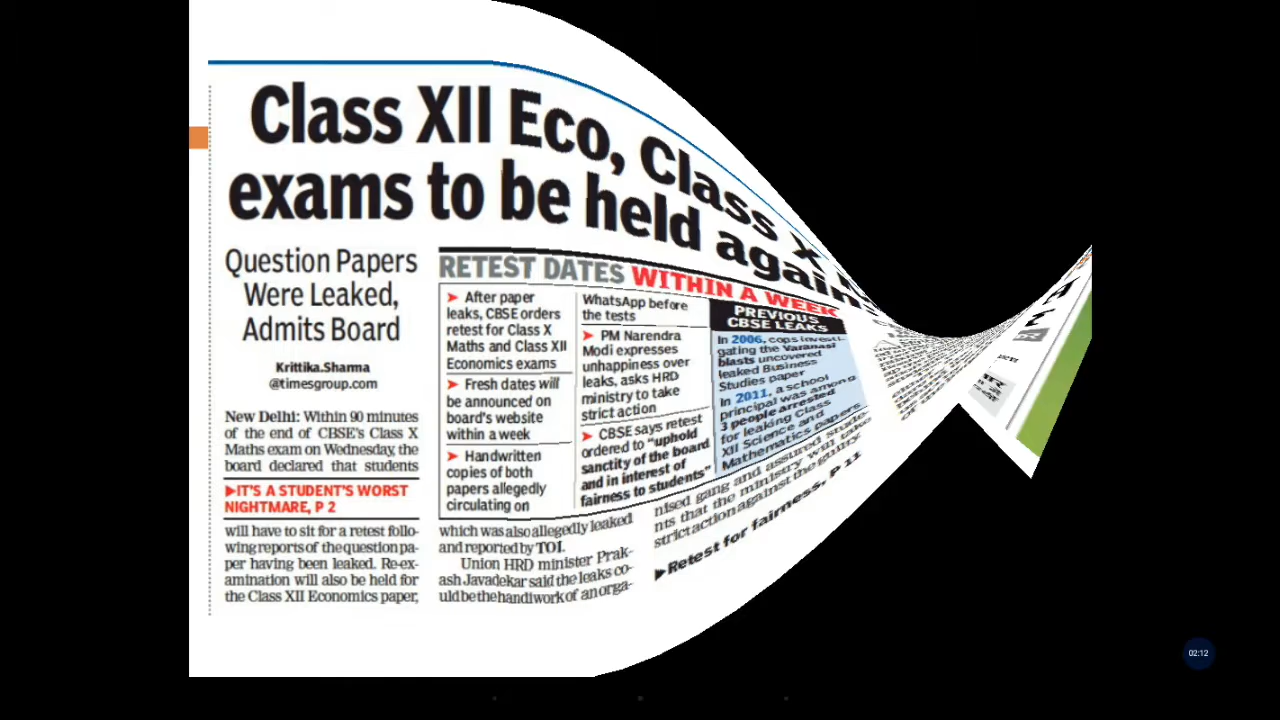 Class XII Eco, Class X
exams to be held again
Question Papers
Were Leaked,
Admits Board
Krittika.Sharma
@timesgroup.com
New Delhi: Within 90 minutes
of the end of CBSE's Class X
Maths exam on Wednesday, the
board declared that students
▶IT'S A STUDENT'S WORST
NIGHTMARE, P 2
will have to sit for a retest follo-
wing reports of the question pa-
per having been leaked. Re-ex-
amination will also be held for
the Class XII Economics paper,
RETEST DATES WITHIN A WEEK
➤ After paper
leaks, CBSE orders
retest for Class X
Maths and Class XII
Economics exams
➤ Fresh dates will
be announced on
board's website
within a week
➤ Handwritten
copies of both
papers allegedly
circulating on
WhatsApp before
the tests
➤ PM Narendra
Modi expresses
unhappiness over
leaks, asks HRD
ministry to take
strict action
➤ CBSE says retest
ordered to "uphold
sanctity of the board
and in interest of
fairness to students"
PREVIOUS
CBSE LEAKS
In 2006, cops investi-
gating the Varanasi
blasts uncovered
leaked Business
Studies paper
In 2011, a school
principal was among
3 people arrested
for leaking Class
XII Science and
Mathematics papers
which was also allegedly leaked
and reported by TOI.
Union HRD minister Prak-
ash Javadekar said the leaks co-
uld be the handiwork of an orga-
nised gang and assured stude-
nts that the ministry will take
strict action against the guilty.
▶Retest for fairness, P 11
02:12